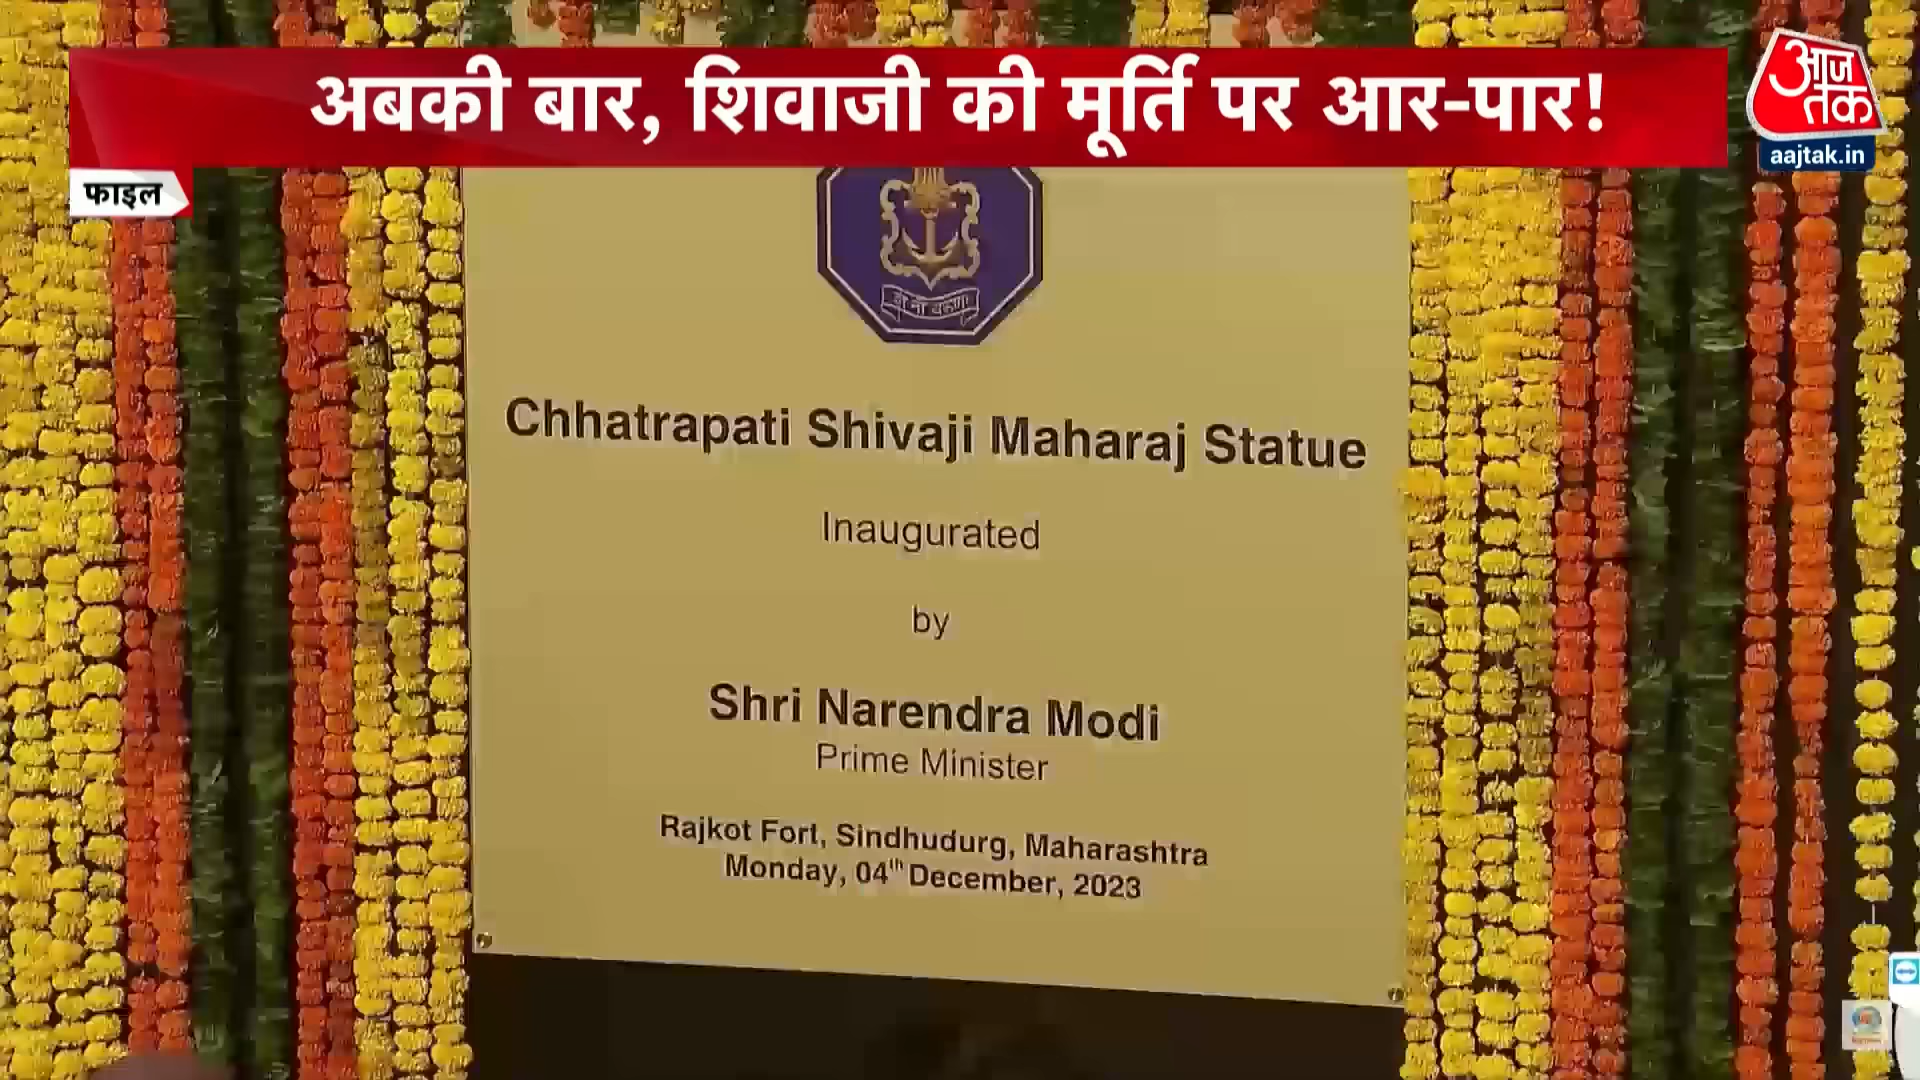 अबकी बार, शिवाजी की मूर्ति पर आर-पार!
आज तक
aajtak.in
फाइल
Chhatrapati Shivaji Maharaj Statue
Inaugurated
by
Shri Narendra Modi
Prime Minister
Rajkot Fort, Sindhudurg, Maharashtra
Monday, 04th December, 2023